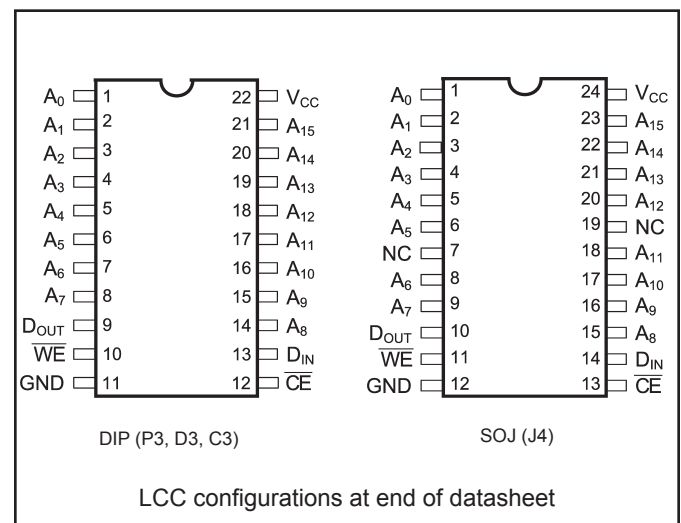 A0 1 22 VCC
A1 2 21 A15
A2 3 20 A14
A3 4 19 A13
A4 5 18 A12
A5 6 17 A11
A6 7 16 A10
A7 8 15 A9
DOUT 9 14 A8
WE 10 13 DIN
GND 11 12 CE
DIP (P3, D3, C3)
A0 1 24 VCC
A1 2 23 A15
A2 3 22 A14
A3 4 21 A13
A4 5 20 A12
A5 6 19 NC
NC 7 18 A11
A6 8 17 A10
A7 9 16 A9
DOUT 10 15 A8
WE 11 14 DIN
GND 12 13 CE
SOJ (J4)
LCC configurations at end of datasheet